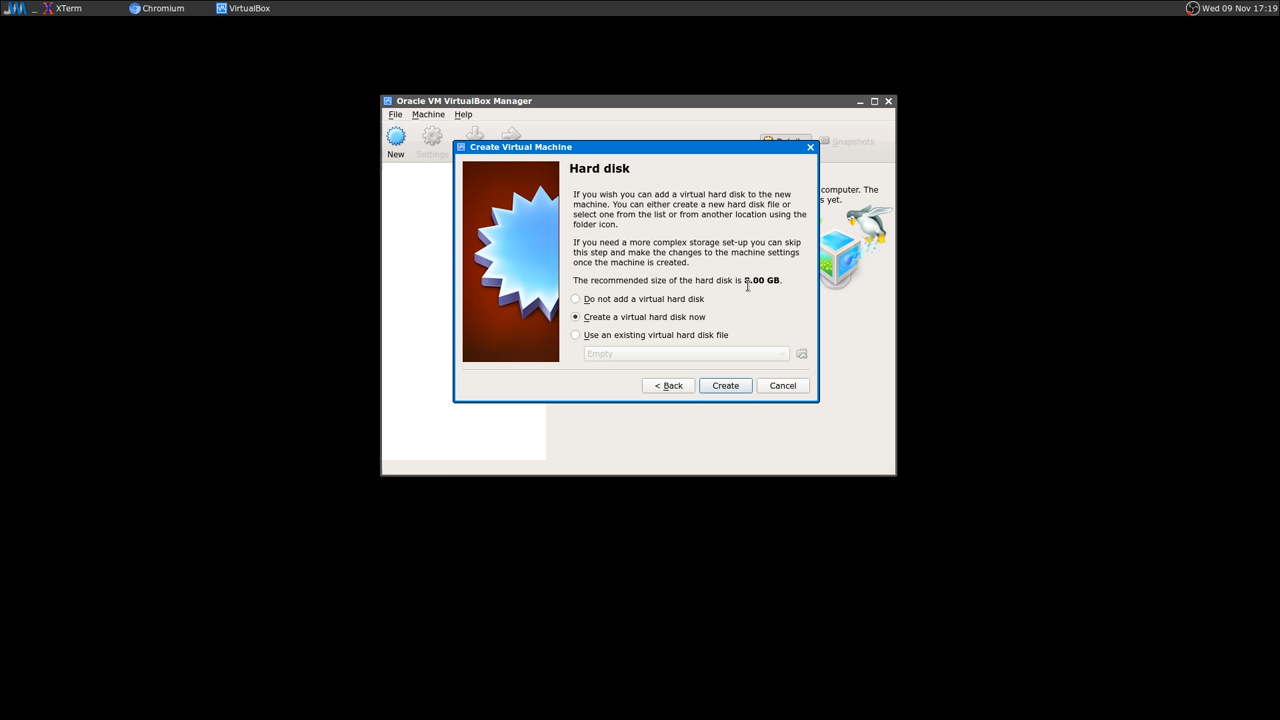 XTerm
Chromium
VirtualBox
Wed 09 Nov 17:19
Oracle VM VirtualBox Manager
File Machine Help
New
Settings
Snapshots
Create Virtual Machine
Hard disk
If you wish you can add a virtual hard disk to the new
machine. You can either create a new hard disk file or
select one from the list or from another location using the
folder icon.
If you need a more complex storage set-up you can skip
this step and make the changes to the machine settings
once the machine is created.
The recommended size of the hard disk is 8.00 GB.
Do not add a virtual hard disk
Create a virtual hard disk now
Use an existing virtual hard disk file
Empty
< Back
Create
Cancel
computer. The
s yet.